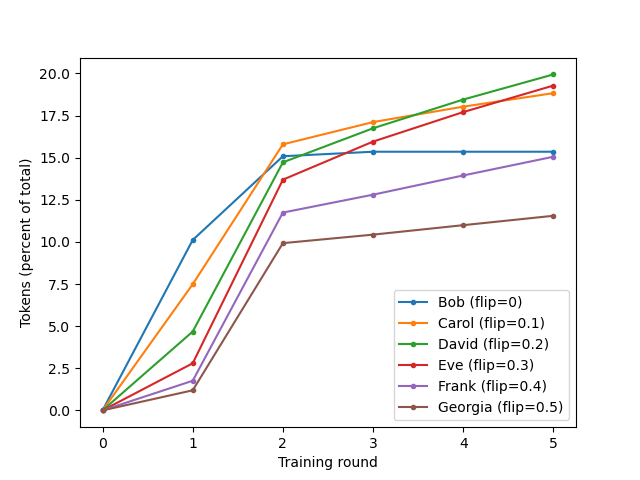 20.0
17.5
15.0
12.5
10.0
7.5
5.0
2.5
0.0
Tokens (percent of total)
Bob (flip=0)
Carol (flip=0.1)
David (flip=0.2)
Eve (flip=0.3)
Frank (flip=0.4)
Georgia (flip=0.5)
0 1 2 3 4 5
Training round